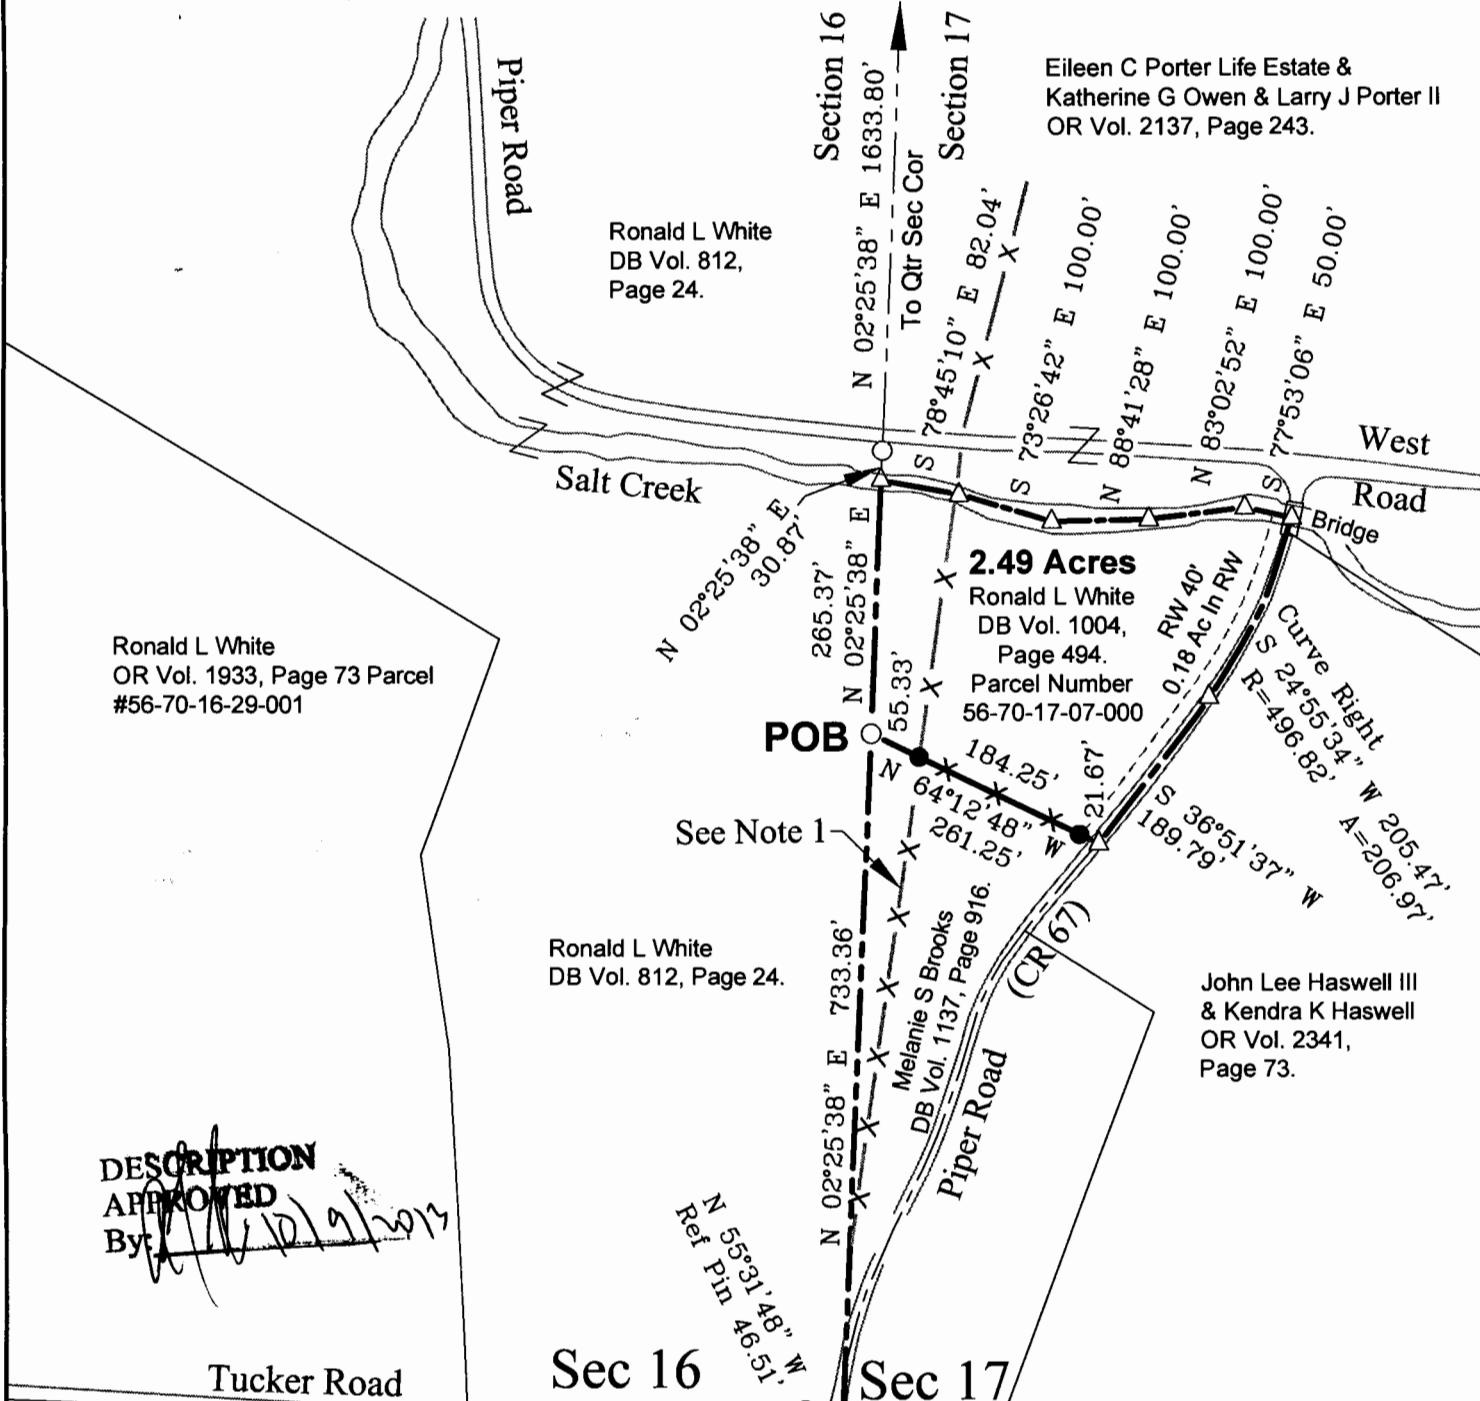 Piper Road
Section 16
N 02°25'38" E 1633.80'
To Qtr Sec Cor
Section 17
Eileen C Porter Life Estate &
Katherine G Owen & Larry J Porter II
OR Vol. 2137, Page 243.
Ronald L White
DB Vol. 812,
Page 24.
S 78°45'10" E 82.04'
S 73°26'42" E 100.00'
N 88°41'28" E 100.00'
N 83°02'52" E 100.00'
S 77°53'06" E 50.00'
West
Road
Salt Creek
Bridge
N 02°25'38" E
30.87'
265.37'
N 02°25'38" E
2.49 Acres
Ronald L White
DB Vol. 1004,
Page 494.
Parcel Number
56-70-17-07-000
RW 40'
0.18 Ac In RW
Curve Right
S 24°55'34" W 205.47'
R=496.82' A=206.97'
Ronald L White
OR Vol. 1933, Page 73 Parcel
#56-70-16-29-001
55.33'
POB
184.25'
21.67'
N 64°12'48" W
261.25'
S 36°51'37" W
189.79'
See Note 1
Ronald L White
DB Vol. 812, Page 24.
N 02°25'38" E 733.36'
Melanie S Brooks
DB Vol. 1137, Page 916.
(CR 67)
Piper Road
John Lee Haswell III
& Kendra K Haswell
OR Vol. 2341,
Page 73.
DESCRIPTION
APPROVED
By: 10/9/2013
N 55°31'48" W
Ref Pin 46.51'
Tucker Road
Sec 16
Sec 17